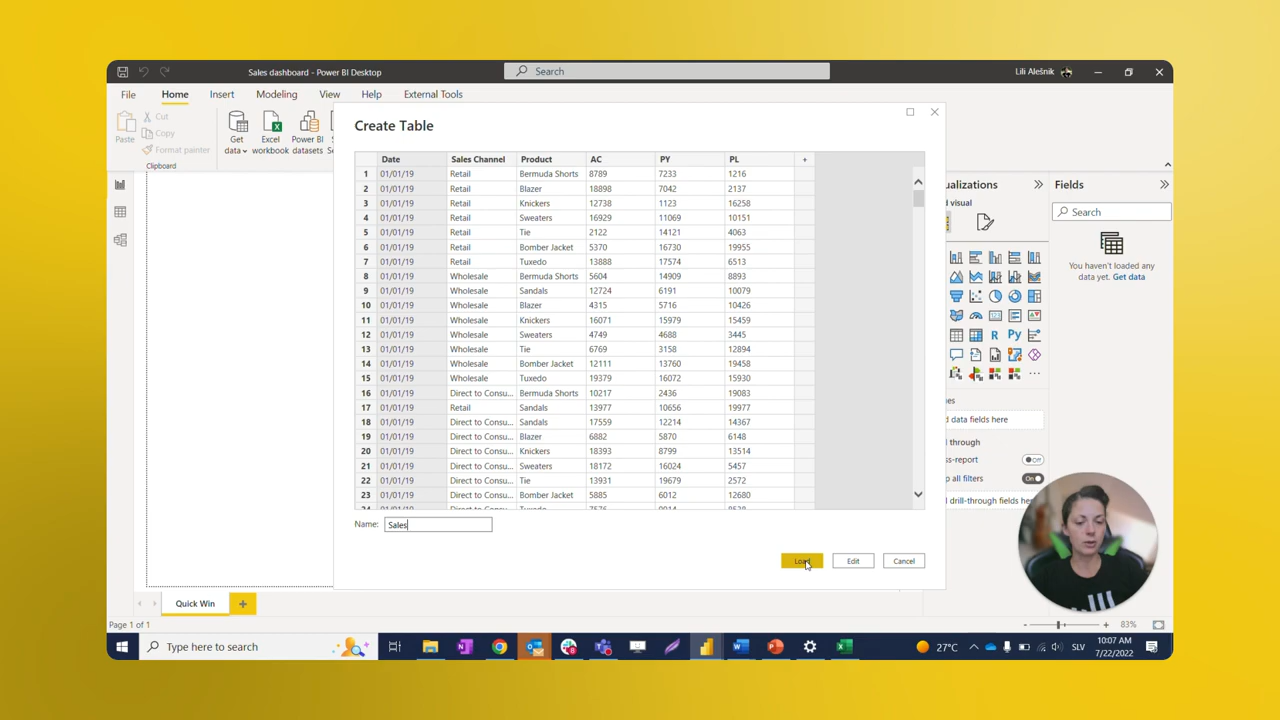 Sales dashboard - Power BI Desktop
Search
Lili Alešnik
File Home Insert Modeling View Help External Tools
Paste
Cut
Copy
Format painter
Clipboard
Get data
Excel workbook
Power BI datasets
Create Table
Date Sales Channel Product AC PY PL +
1 01/01/19 Retail Bermuda Shorts 8789 7233 1216
2 01/01/19 Retail Blazer 18898 7042 2137
3 01/01/19 Retail Knickers 12738 1123 16258
4 01/01/19 Retail Sweaters 16929 11069 10151
5 01/01/19 Retail Tie 2122 14121 4063
6 01/01/19 Retail Bomber Jacket 5370 16730 19955
7 01/01/19 Retail Tuxedo 13888 17574 6513
8 01/01/19 Wholesale Bermuda Shorts 5604 14909 8893
9 01/01/19 Wholesale Sandals 12724 6191 10079
10 01/01/19 Wholesale Blazer 4315 5716 10426
11 01/01/19 Wholesale Knickers 16071 15979 15459
12 01/01/19 Wholesale Sweaters 4749 4688 3445
13 01/01/19 Wholesale Tie 6769 3158 12894
14 01/01/19 Wholesale Bomber Jacket 12111 13760 19458
15 01/01/19 Wholesale Tuxedo 19379 16072 15930
16 01/01/19 Direct to Consu... Bermuda Shorts 10217 2436 19083
17 01/01/19 Retail Sandals 13977 10656 19977
18 01/01/19 Direct to Consu... Sandals 17559 12214 14367
19 01/01/19 Direct to Consu... Blazer 6882 5870 6148
20 01/01/19 Direct to Consu... Knickers 18393 8799 13514
21 01/01/19 Direct to Consu... Sweaters 18172 16024 5457
22 01/01/19 Direct to Consu... Tie 13931 19679 2572
23 01/01/19 Direct to Consu... Bomber Jacket 5885 6012 12680
Name: Sales
Load Edit Cancel
ualizations
d visual
R Py
es
d data fields here
through
ss-report Off
p all filters On
l drill-through fields here
Fields
Search
You haven't loaded any
data yet. Get data
Quick Win +
Page 1 of 1
- + 83%
Type here to search
27°C
SLV
10:07 AM
7/22/2022